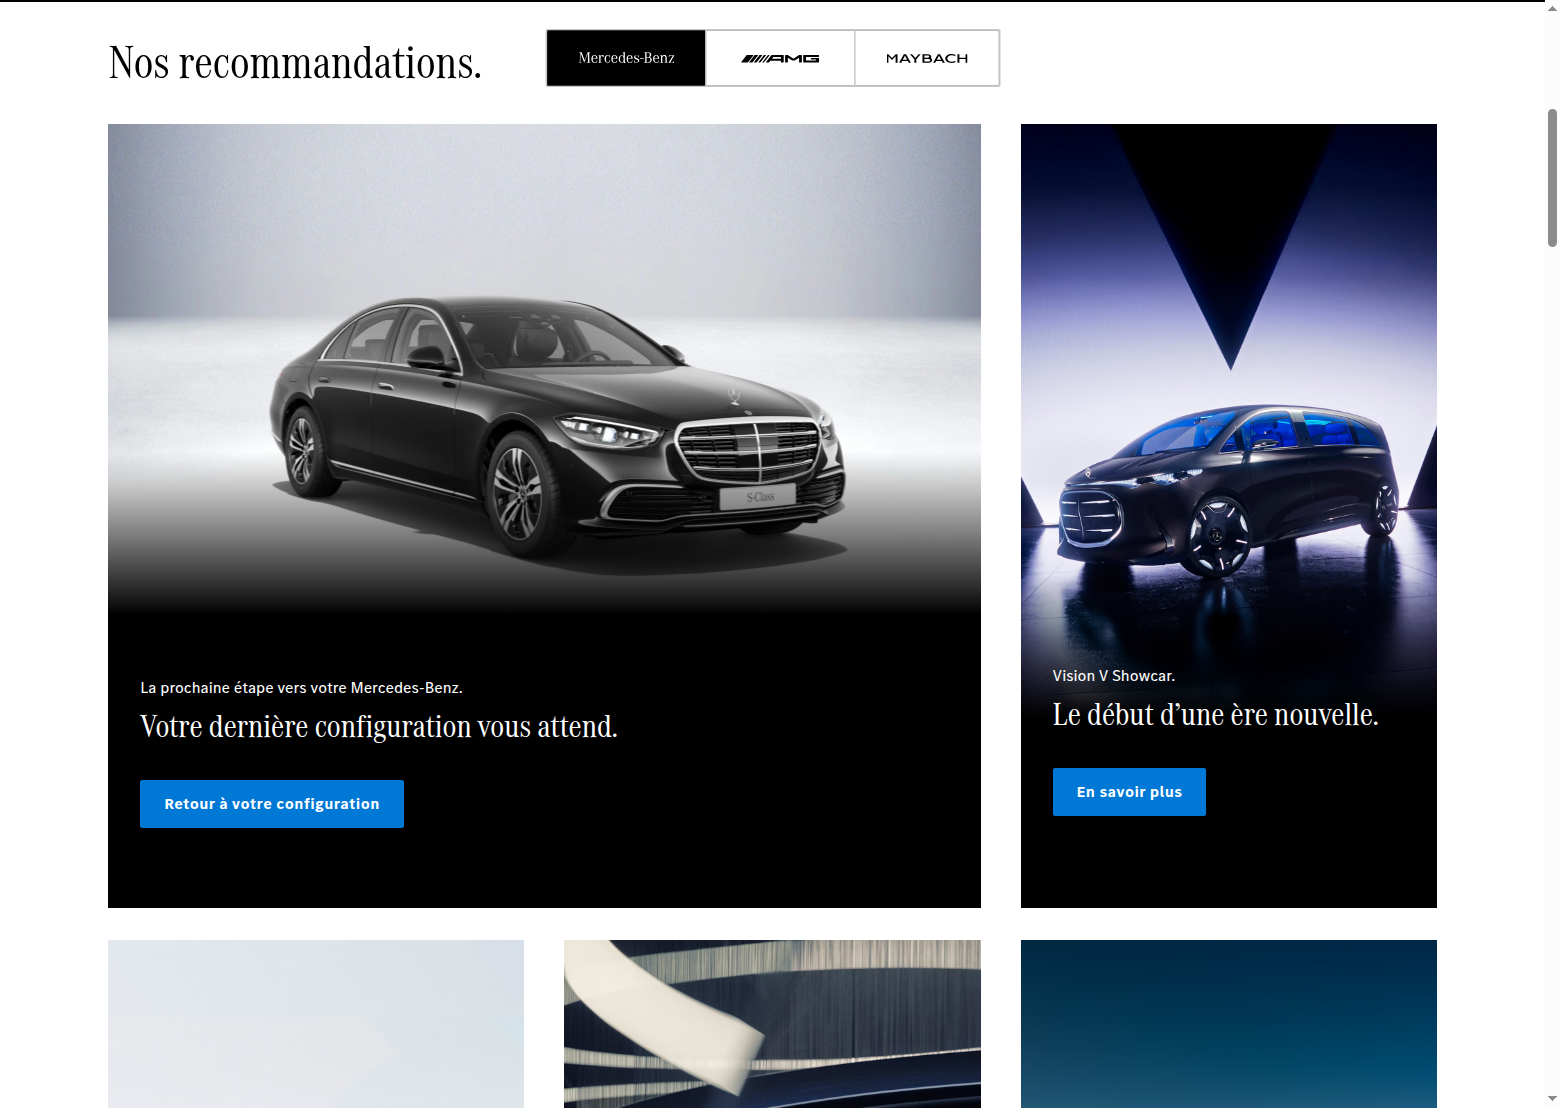 Nos recommandations.
Mercedes-Benz
AMG
MAYBACH
S-Class
La prochaine étape vers votre Mercedes-Benz.
Votre dernière configuration vous attend.
Retour à votre configuration
Vision V Showcar.
Le début d’une ère nouvelle.
En savoir plus